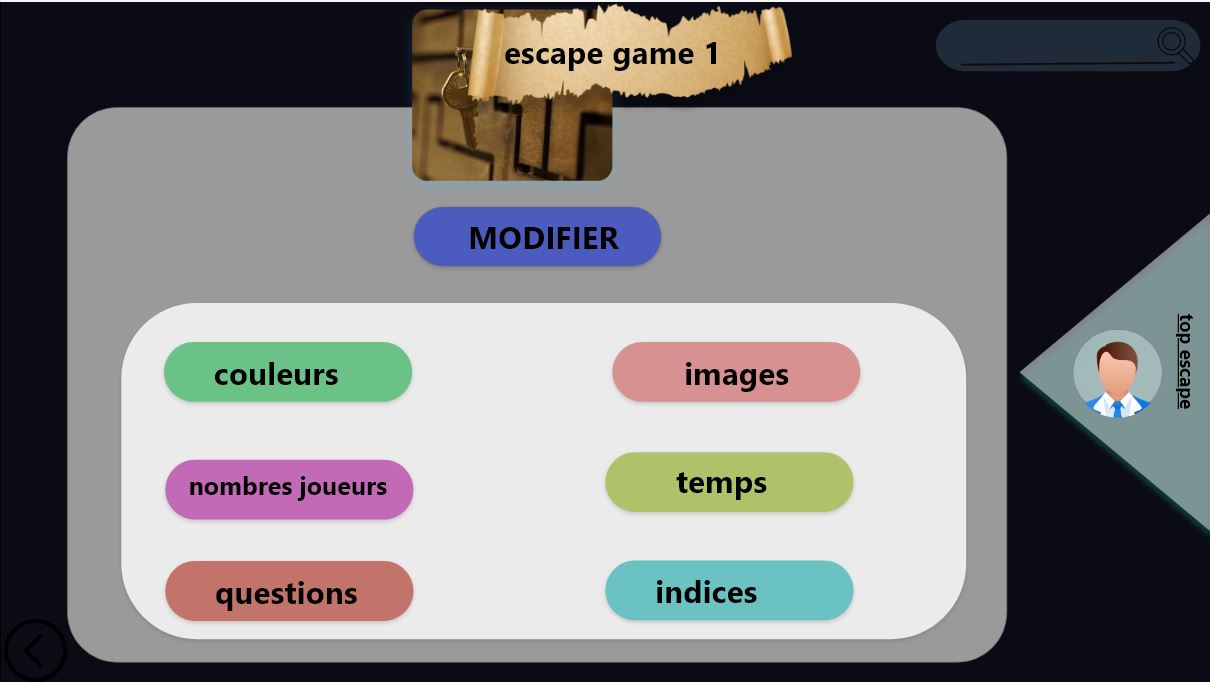 escape game 1
MODIFIER
couleurs
images
nombres joueurs
temps
questions
indices
top escape